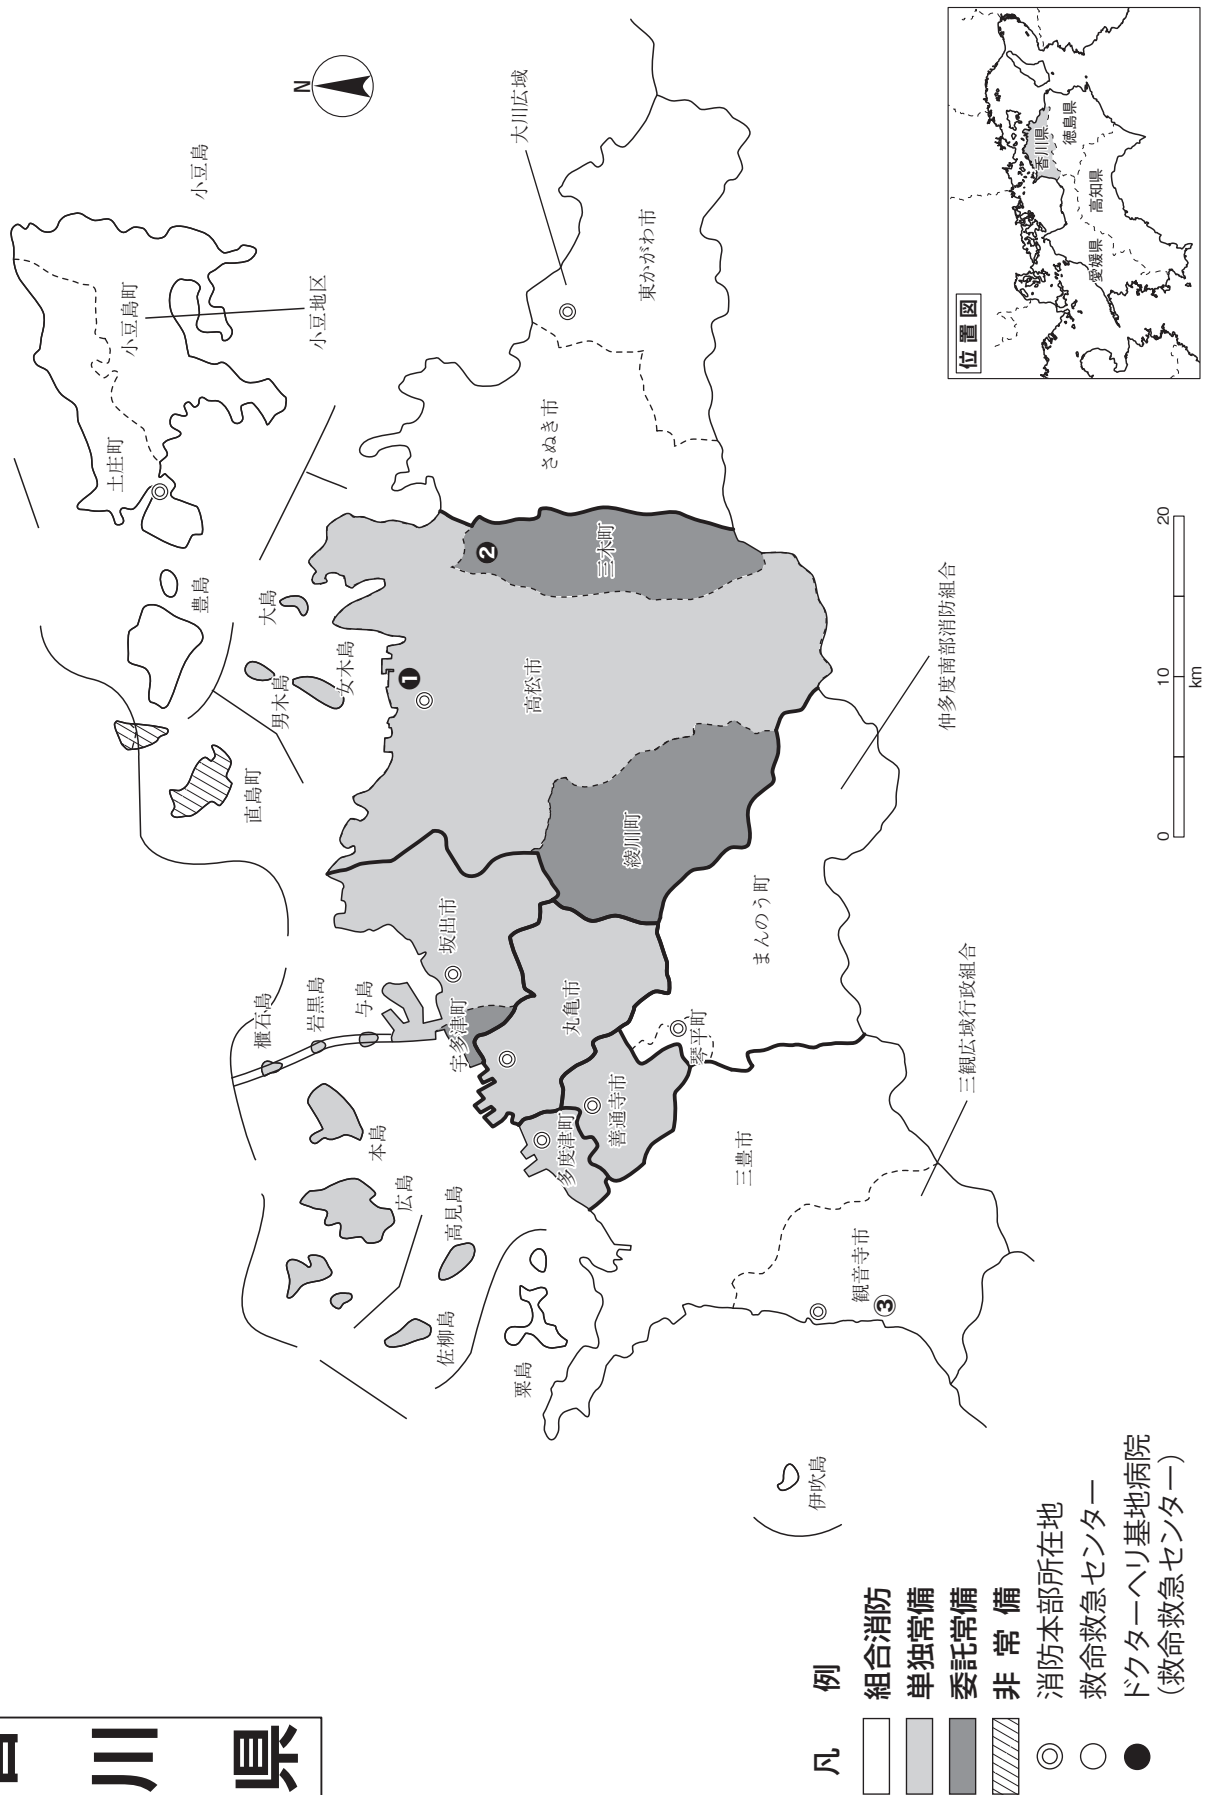 川
県
N
小豆島
小豆島町
小豆地区
土庄町
豊島
大島
男木島
女木島
直島町
大川広域
東かがわ市
さぬき市
三木町
❷
❶
高松市
綾川町
坂出市
宇多津町
丸亀市
善通寺市
多度津町
琴平町
まんのう町
仲多度南部消防組合
三観広域行政組合
三豊市
観音寺市
③
櫃石島
岩黒島
与島
本島
広島
高見島
佐柳島
粟島
伊吹島
位置図
香川県
徳島県
高知県
愛媛県
0 10 20
km
凡例
組合消防
単独常備
委託常備
非常備
消防本部所在地
救命救急センター
ドクターヘリ基地病院
(救命救急センター)